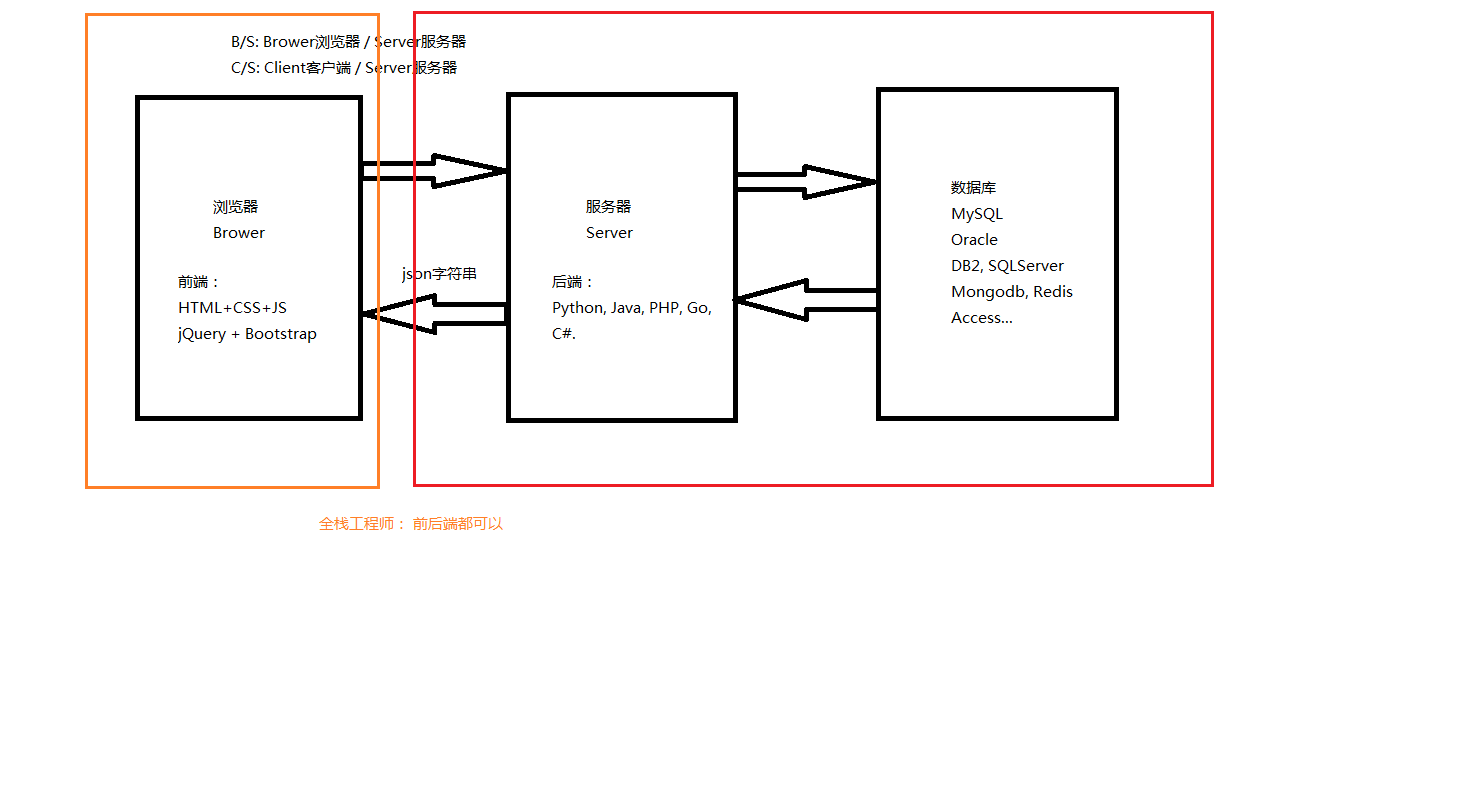 B/S: Brower浏览器 / Server服务器
C/S: Client客户端 / Server服务器
浏览器
Brower
前端：
HTML+CSS+JS
jQuery + Bootstrap
json字符串
服务器
Server
后端：
Python, Java, PHP, Go,
C#.
数据库
MySQL
Oracle
DB2, SQLServer
Mongodb, Redis
Access...
全栈工程师： 前后端都可以